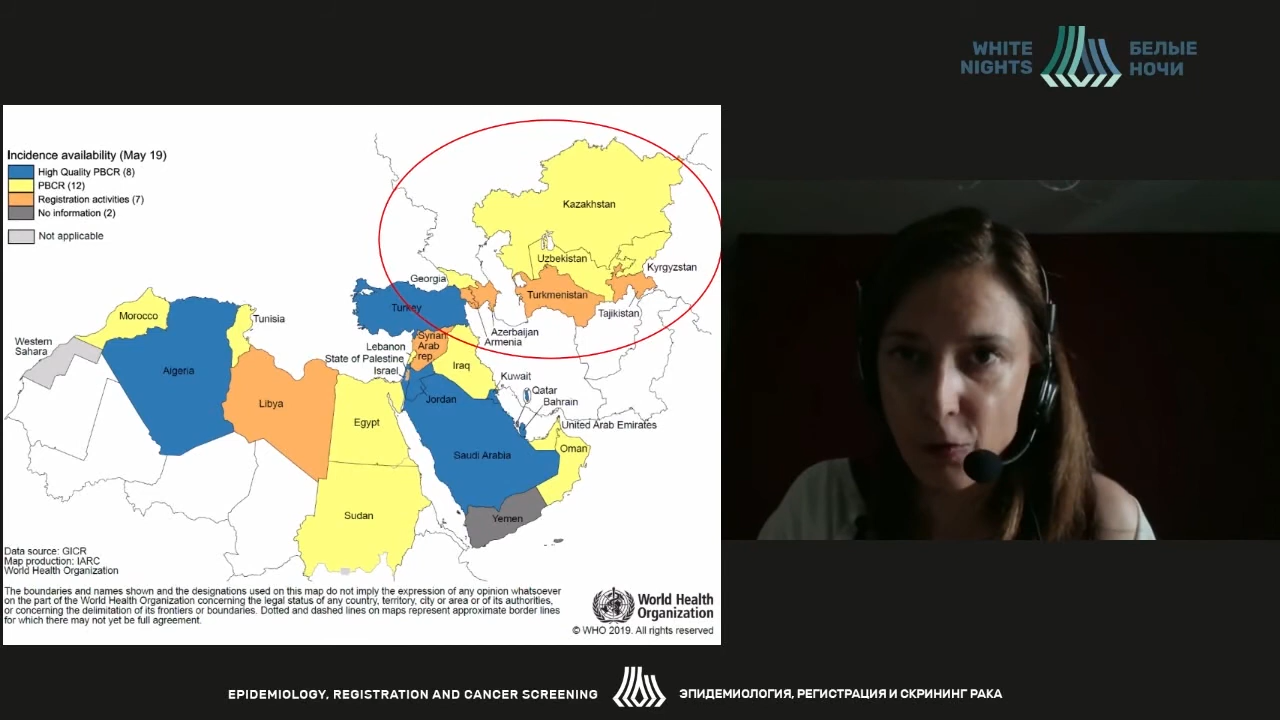 WHITE
NIGHTS
БЕЛЫЕ
НОЧИ
Incidence availability (May 19)
High Quality PBCR (8)
PBCR (12)
Registration activities (7)
No information (2)
Not applicable
Kazakhstan
Uzbekistan
Kyrgyzstan
Georgia
Turkmenistan
Turkey
Tajikistan
Morocco
Tunisia
Azerbaijan
Armenia
Western
Sahara
Syrian
Arab
rep.
Lebanon
State of Palestine
Israel
Iraq
Algeria
Kuwait
Qatar
Bahrain
Libya
Jordan
Egypt
United Arab Emirates
Oman
Saudi Arabia
Sudan
Yemen
Data source: GICR
Map production: IARC
World Health Organization
The boundaries and names shown and the designations used on this map do not imply the expression of any opinion whatsoever
on the part of the World Health Organization concerning the legal status of any country, territory, city or area or of its authorities,
or concerning the delimitation of its frontiers or boundaries. Dotted and dashed lines on maps represent approximate border lines
for which there may not yet be full agreement.
World Health
Organization
© WHO 2019. All rights reserved
EPIDEMIOLOGY, REGISTRATION AND CANCER SCREENING
ЭПИДЕМИОЛОГИЯ, РЕГИСТРАЦИЯ И СКРИНИНГ РАКА